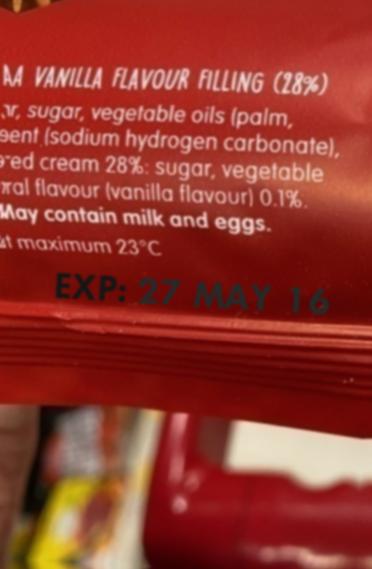 VANILLA FLAVOUR FILLING (28%)
sugar, vegetable oils (palm,
(sodium hydrogen carbonate),
cream 28%: sugar, vegetable
flavour (vanilla flavour) 0.1%.
May contain milk and eggs.
maximum 23°C
EXP: 27 MAY 16